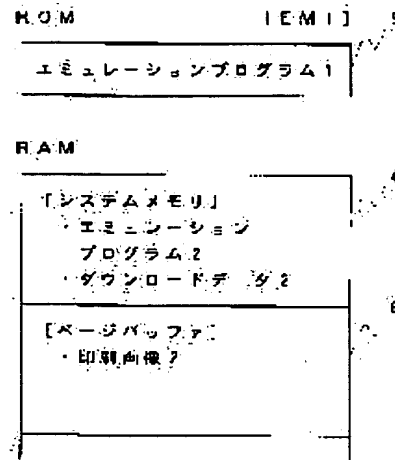 ROM [EMI]
エミュレーションプログラム1
RAM
[システムメモリ]
・エミュレーション
プログラム2
・ダウンロードデータ2
[ページバッファ]
・印刷画像2